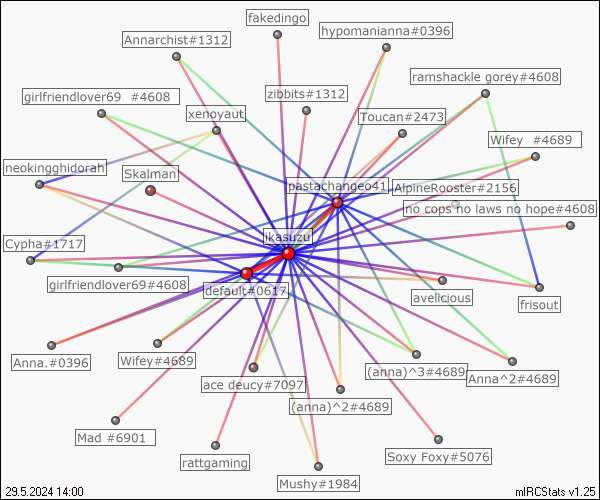 fakedingo
hypomanianna#0396
Annarchist#1312
ramshackle gorey#4608
zibbits#1312
girlfriendlover69 #4608
xenoyaut
Toucan#2473
Wifey #4689
neokingghidorah
Skalman
pastachangeo41
AlpineRooster#2156
no cops no laws no hope#4608
ikasuzu
Cypha#1717
girlfriendlover69#4608
default#0617
avelicious
frisout
Anna.#0396
Wifey#4689
ace deucy#7097
(anna)^3#4689
Anna^2#4689
(anna)^2#4689
Mad #6901
rattgaming
Soxy Foxy#5076
Mushy#1984
29.5.2024 14:00
mIRCStats v1.25